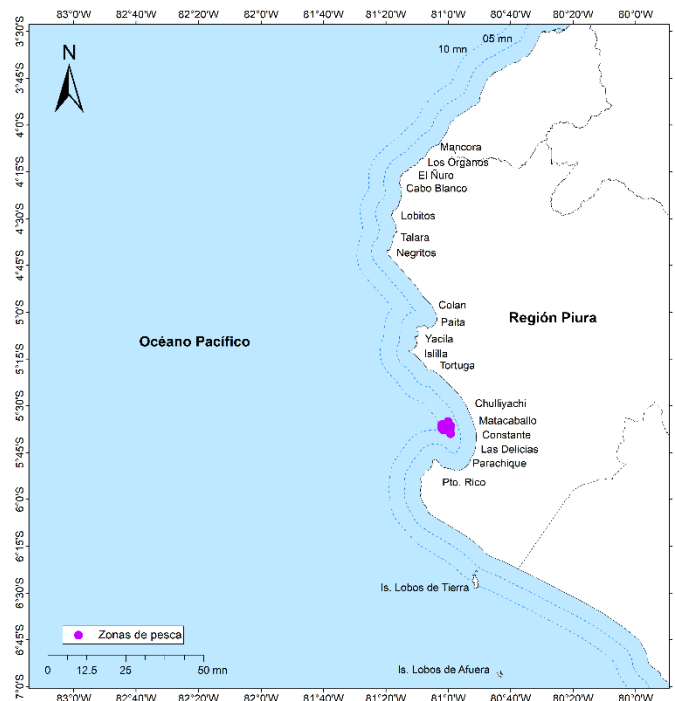 83°0'W 82°40'W 82°20'W 82°0'W 81°40'W 81°20'W 81°0'W 80°40'W 80°20'W 80°0'W
3°30'S
3°45'S
4°0'S
4°15'S
4°30'S
4°45'S
5°0'S
5°15'S
5°30'S
5°45'S
6°0'S
6°15'S
6°30'S
6°45'S
7°0'S
N
10 mn
05 mn
Mancora
Los Órganos
El Ñuro
Cabo Blanco
Lobitos
Talara
Negritos
Colan
Paita
Yacila
Islilla
Tortuga
Región Piura
Océano Pacífico
Chulliyachi
Matacaballo
Constante
Las Delicias
Parachique
Pto. Rico
Is. Lobos de Tierra
Is. Lobos de Afuera
Zonas de pesca
0 12.5 25 50 mn
83°0'W 82°40'W 82°20'W 82°0'W 81°40'W 81°20'W 81°0'W 80°40'W 80°20'W 80°0'W